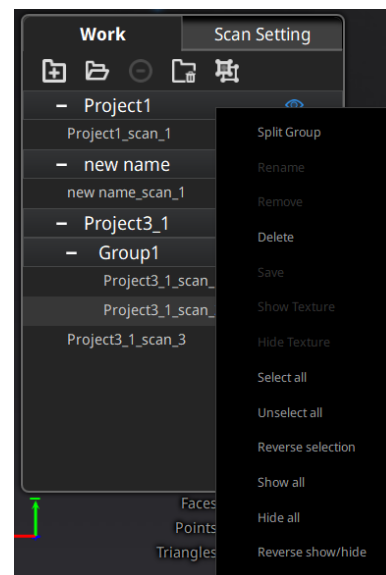 Work
Scan Setting
Project1
Project1_scan_1
new name
new name_scan_1
Project3_1
Group1
Project3_1_scan_
Project3_1_scan_
Project3_1_scan_3
Split Group
Rename
Remove
Delete
Save
Show Texture
Hide Texture
Select all
Unselect all
Reverse selection
Show all
Hide all
Reverse show/hide
Faces
Points
Triangles